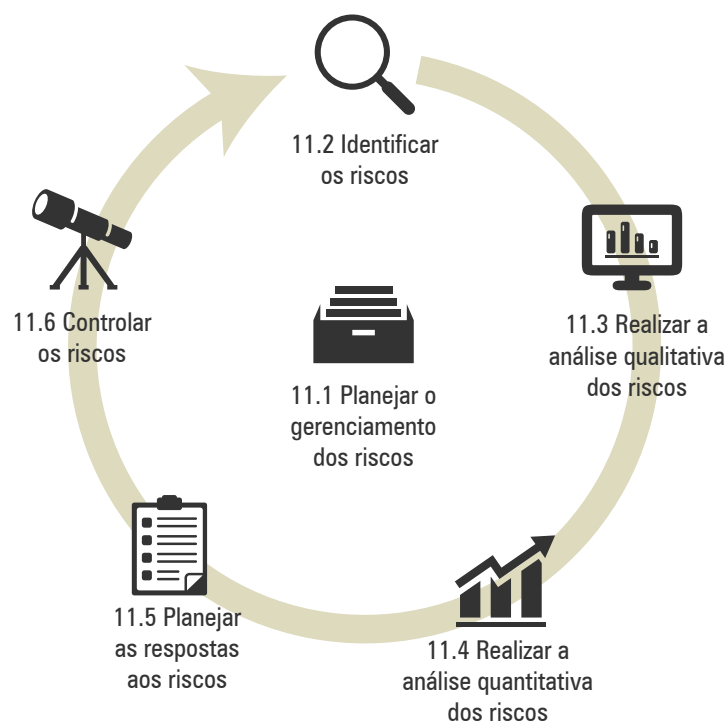 11.2 Identificar
os riscos
11.3 Realizar a
análise qualitativa
dos riscos
11.4 Realizar a
análise quantitativa
dos riscos
11.5 Planejar
as respostas
aos riscos
11.6 Controlar
os riscos
11.1 Planejar o
gerenciamento
dos riscos